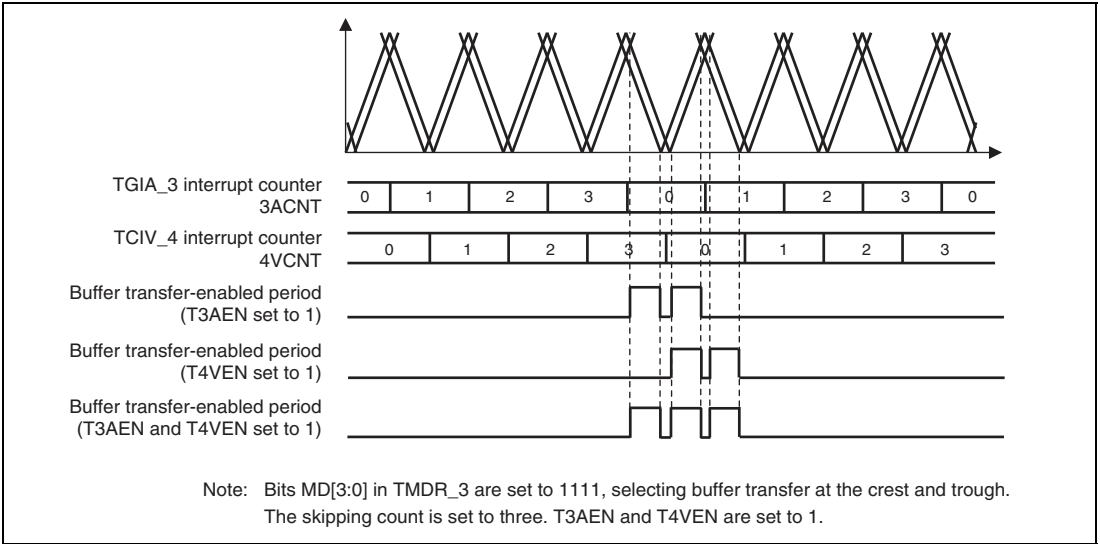 TGIA_3 interrupt counter
3ACNT
0 1 2 3 0 1 2 3 0
TCIV_4 interrupt counter
4VCNT
0 1 2 3 0 1 2 3
Buffer transfer-enabled period
(T3AEN set to 1)
Buffer transfer-enabled period
(T4VEN set to 1)
Buffer transfer-enabled period
(T3AEN and T4VEN set to 1)
Note: Bits MD[3:0] in TMDR_3 are set to 1111, selecting buffer transfer at the crest and trough.
The skipping count is set to three. T3AEN and T4VEN are set to 1.